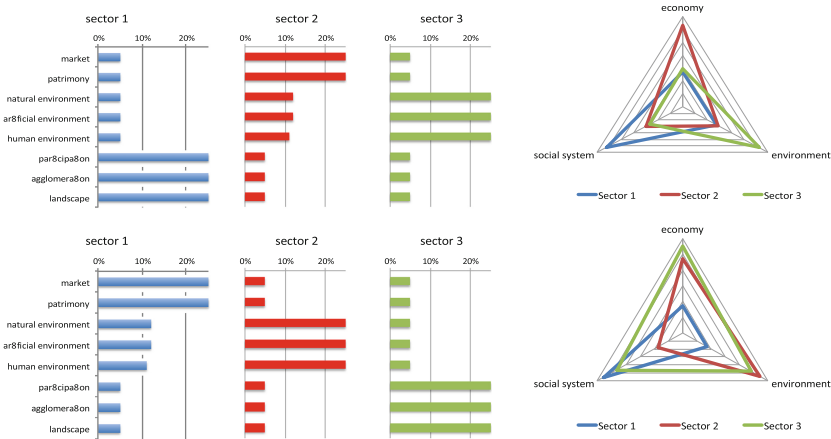 sector 1 sector 2 sector 3
0% 10% 20% 0% 10% 20% 0% 10% 20%
market
patrimony
natural environment
ar8ficial environment
human environment
par8cipa8on
agglomera8on
landscape
economy
social system environment
Sector 1 Sector 2 Sector 3
sector 1 sector 2 sector 3
0% 10% 20% 0% 10% 20% 0% 10% 20%
market
patrimony
natural environment
ar8ficial environment
human environment
par8cipa8on
agglomera8on
landscape
economy
social system environment
Sector 1 Sector 2 Sector 3